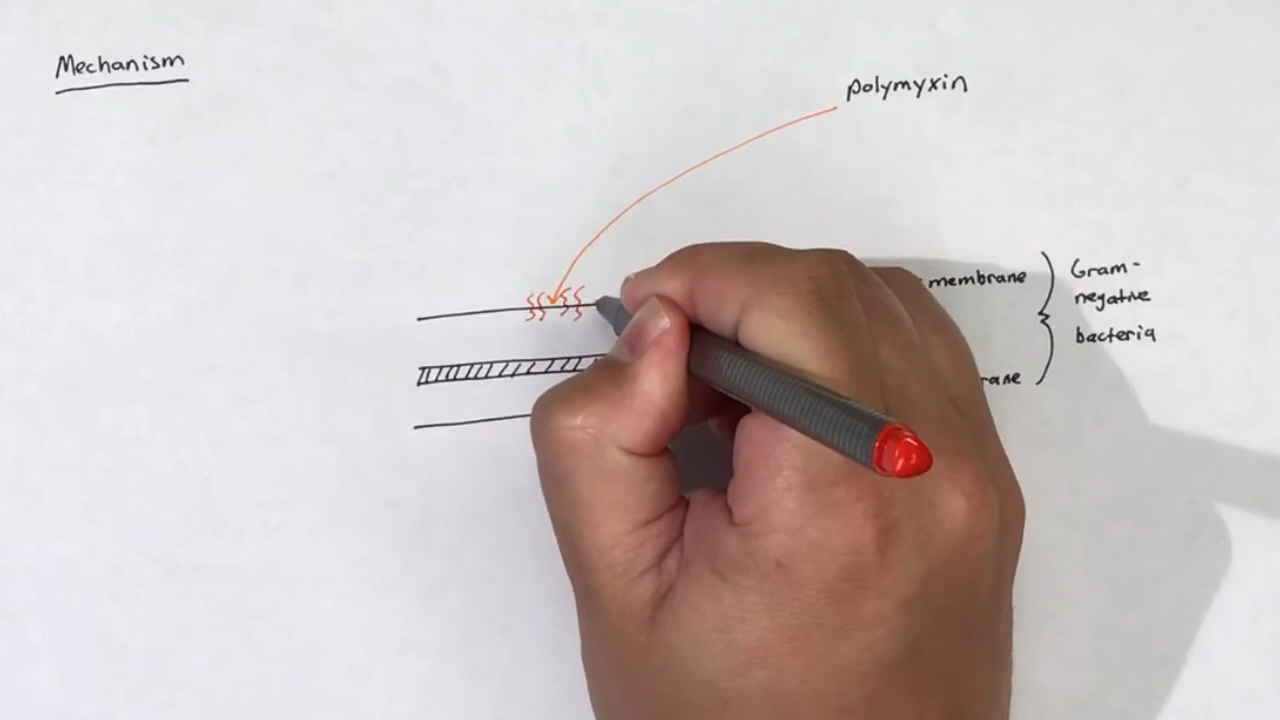 Mechanism
polymyxin
membrane
Gram-
negative
bacteria